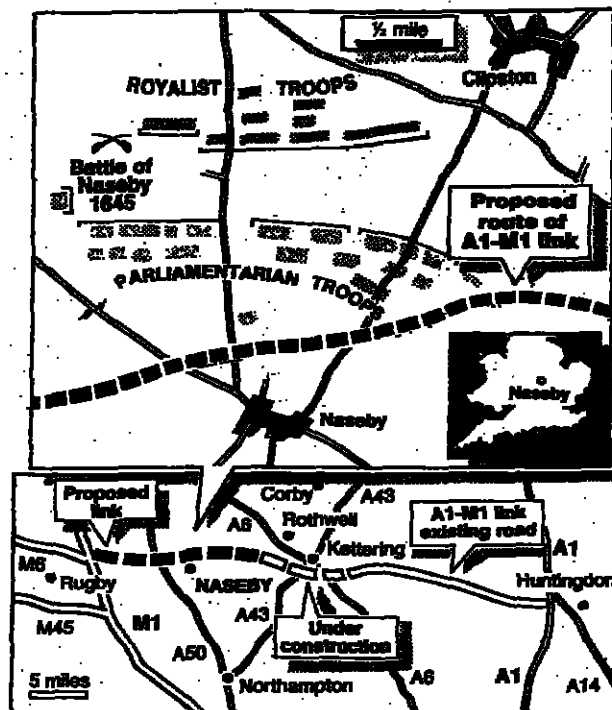 ½ mile
Clipston
ROYALIST TROOPS
Battle of
Naseby
1645
Proposed
route of
A1-M1 link
PARLIAMENTARIAN TROOPS
Naseby
Naseby
Proposed
link
Corby
A43
A6
Rothwell
A1-M1 link
existing road
Kettering
A1
M6
Rugby
NASEBY
Huntingdon
M45
M1
A43
Under
construction
A50
A6
A1
A14
5 miles
Northampton